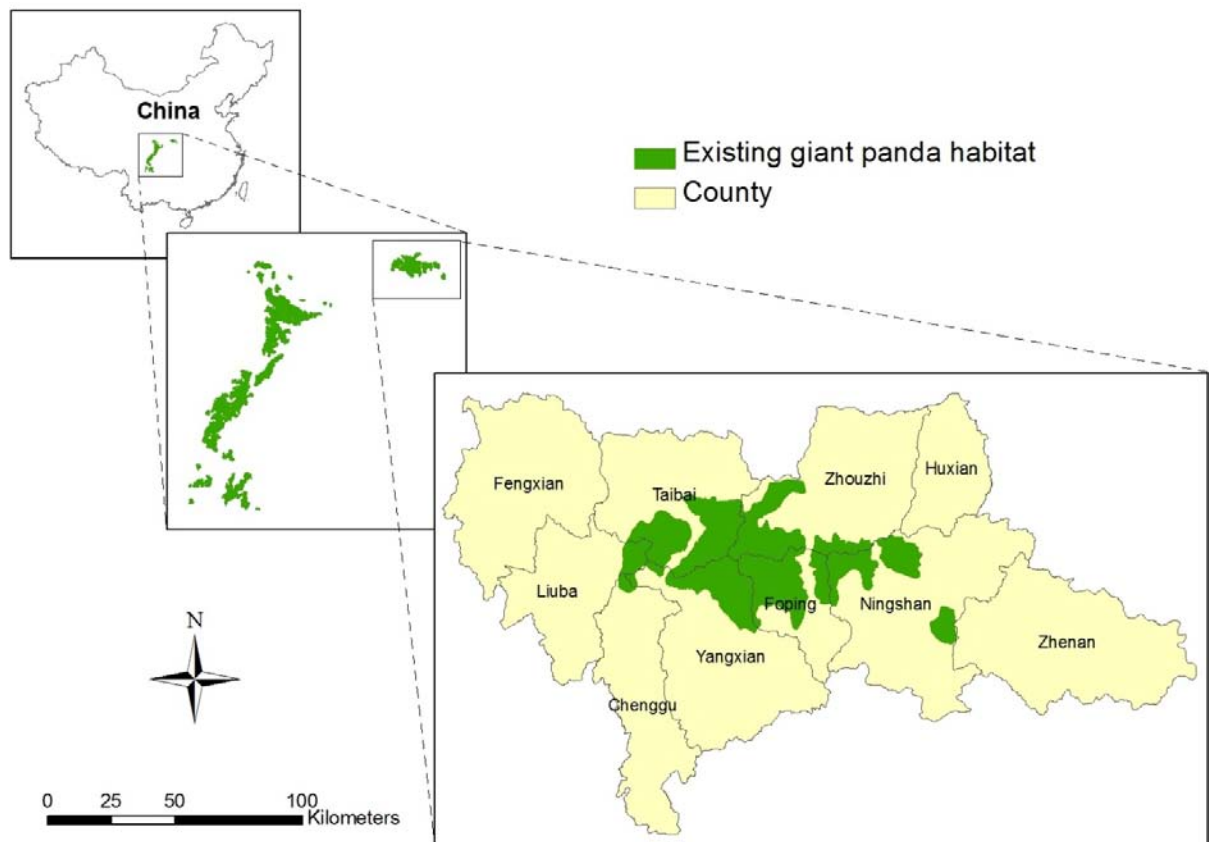 China
Existing giant panda habitat
County
Fengxian
Taibai
Zhouzhi
Huxian
Liuba
Foping
Ningshan
Yangxian
Zhenan
Chenggu
N
0 25 50 100
Kilometers